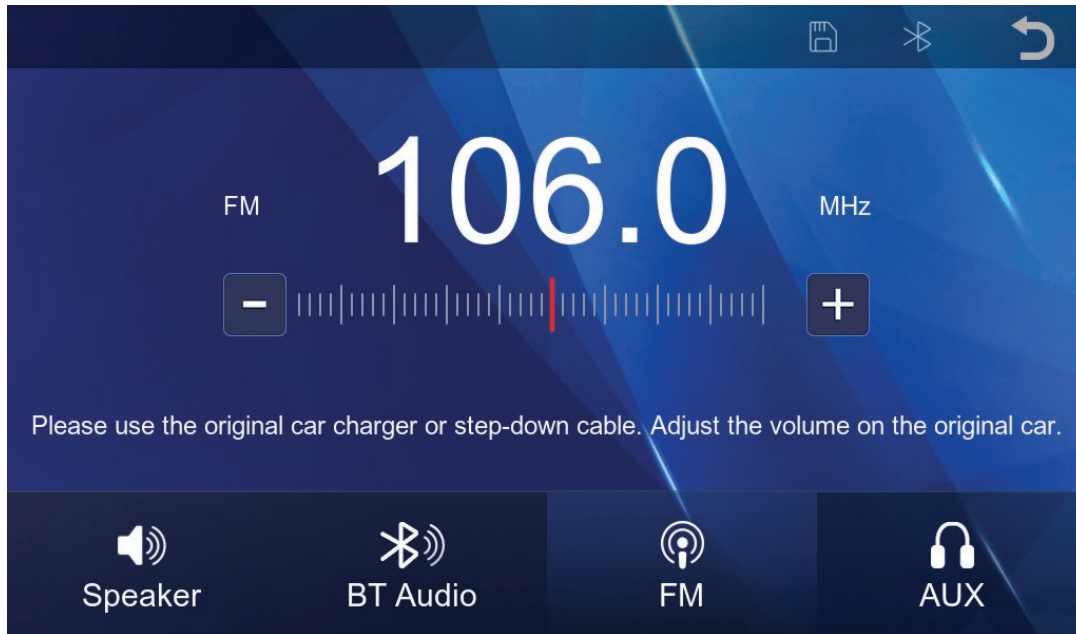 FM 106.0 MHz
- +
Please use the original car charger or step-down cable. Adjust the volume on the original car.
Speaker BT Audio FM AUX